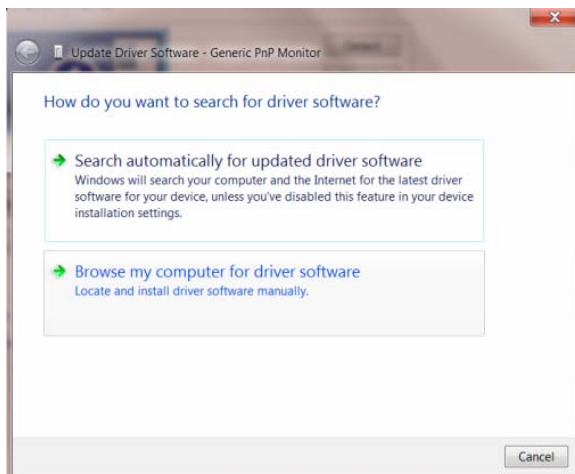 Update Driver Software - Generic PnP Monitor
How do you want to search for driver software?
Search automatically for updated driver software
Windows will search your computer and the Internet for the latest driver
software for your device, unless you've disabled this feature in your device
installation settings.
Browse my computer for driver software
Locate and install driver software manually.
Cancel